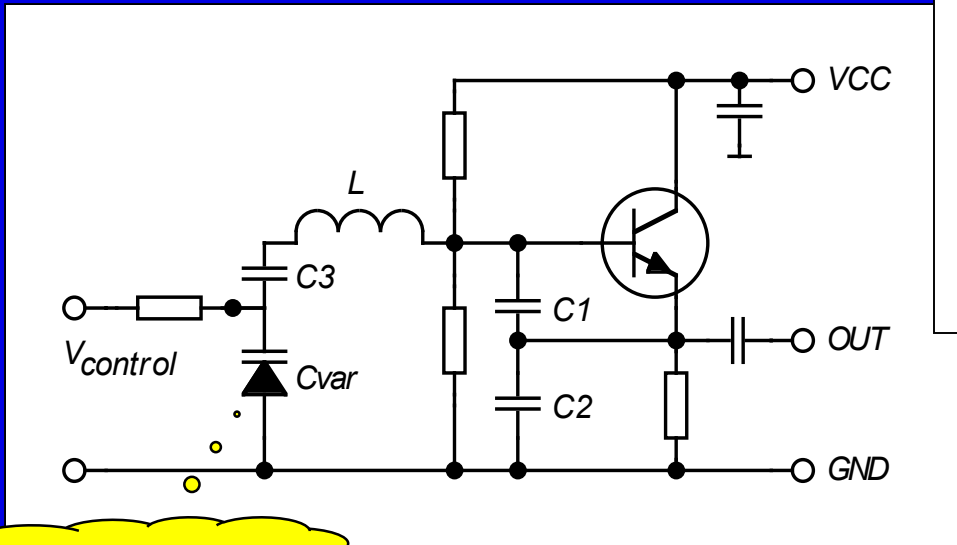 VCC
L
C3
C1
OUT
Vcontrol
Cvar
C2
GND